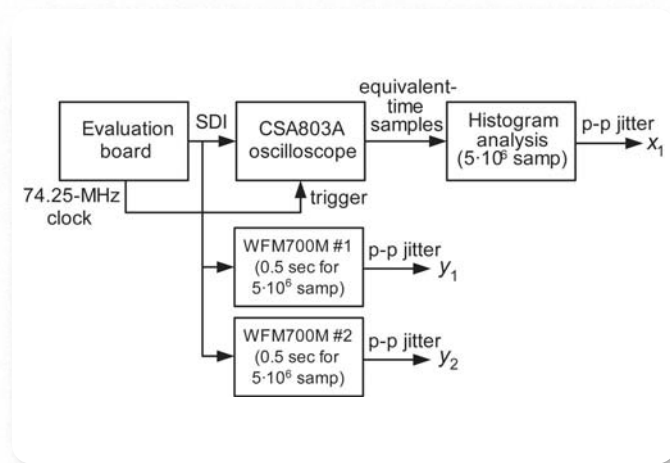 equivalent-
time
samples
SDI
Evaluation
board
CSA803A
oscilloscope
Histogram
analysis
(5·10⁶ samp)
p-p jitter
x₁
74.25-MHz
clock
trigger
WFM700M #1
(0.5 sec for
5·10⁶ samp)
p-p jitter
y₁
WFM700M #2
(0.5 sec for
5·10⁶ samp)
p-p jitter
y₂